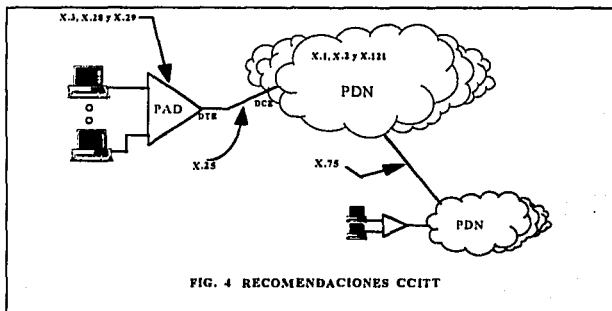 X.3, X.28 y X.29
X.1, X.2 y X.121
PDN
PAD
DTE
DCE
X.25
X.75
PDN
FIG. 4 RECOMENDACIONES CCITT